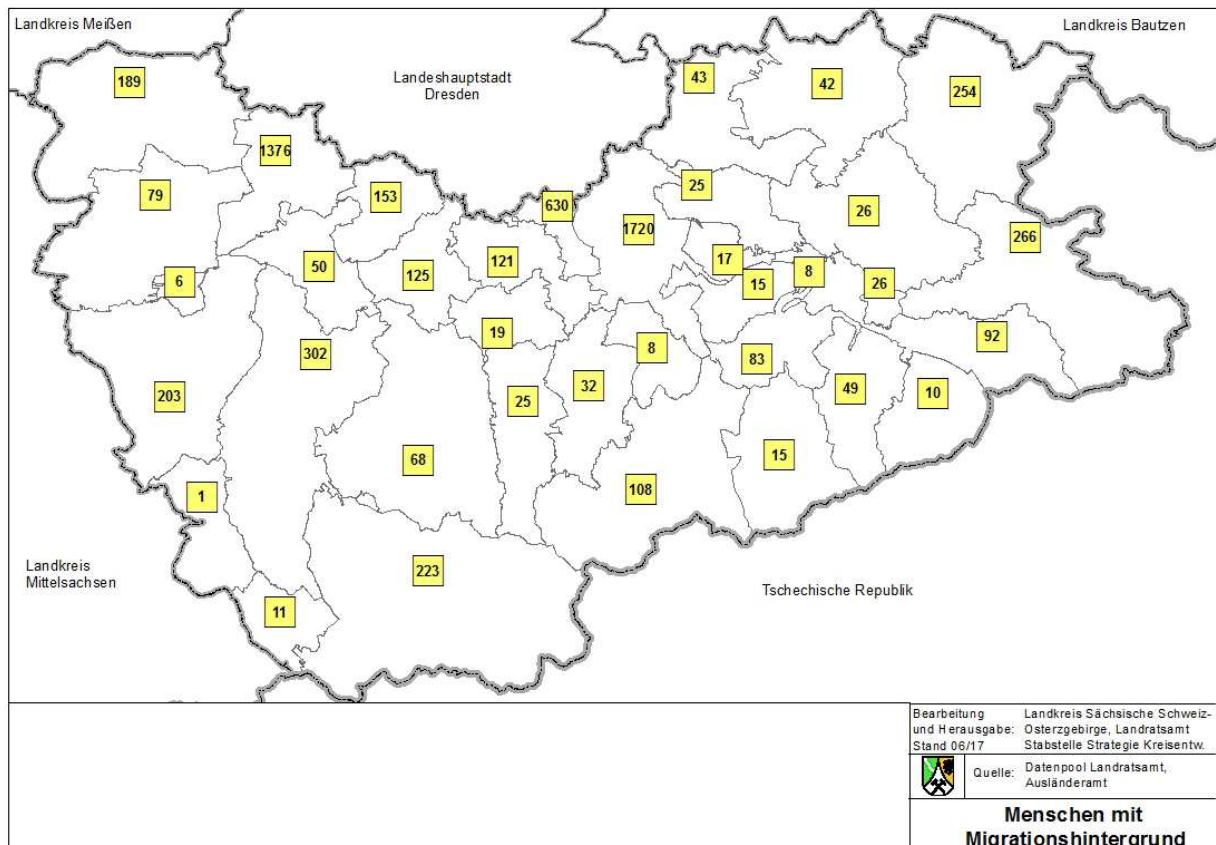 Landkreis Meißen
Landkreis Bautzen
Landeshauptstadt
Dresden
189
43
42
254
1376
79
153
25
630
26
1720
266
121
17
50
125
8
6
15
26
19
92
302
8
83
32
49
203
25
10
68
15
108
1
Landkreis
Mittelsachsen
223
Tschechische Republik
11
Bearbeitung
und Herausgabe:
Stand 06/17
Landkreis Sächsische Schweiz-
Osterzgebirge, Landratsamt
Stabstelle Strategie Kreisentw.
Quelle:
Datenpool Landratsamt,
Ausländeramt
Menschen mit
Migrationshintergrund